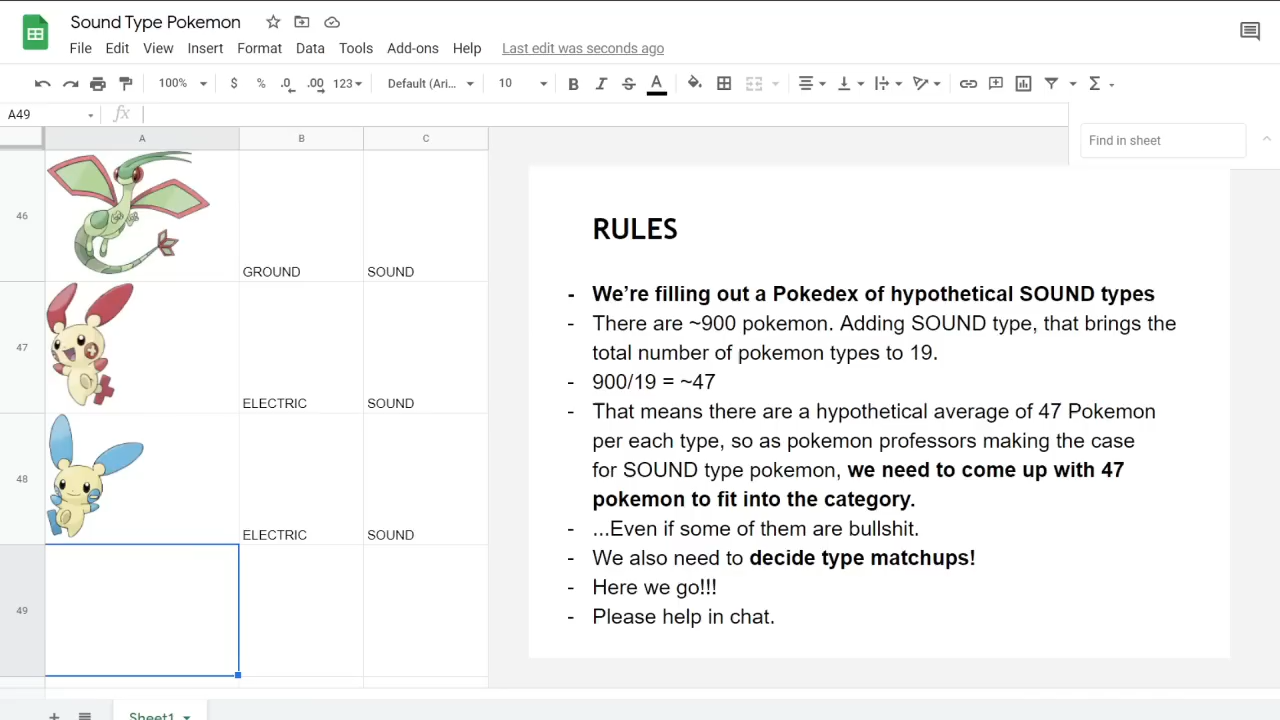 Sound Type Pokemon
File Edit View Insert Format Data Tools Add-ons Help Last edit was seconds ago
100% $ % .0 .00 123 Default (Ari... 10 B I S A Σ
A49 fx
Find in sheet
A B C
46 GROUND SOUND
47 ELECTRIC SOUND
48 ELECTRIC SOUND
49
RULES
- We're filling out a Pokedex of hypothetical SOUND types
- There are ~900 pokemon. Adding SOUND type, that brings the
total number of pokemon types to 19.
- 900/19 = ~47
- That means there are a hypothetical average of 47 Pokemon
per each type, so as pokemon professors making the case
for SOUND type pokemon, we need to come up with 47
pokemon to fit into the category.
- ...Even if some of them are bullshit.
- We also need to decide type matchups!
- Here we go!!!
- Please help in chat.
Sheet1